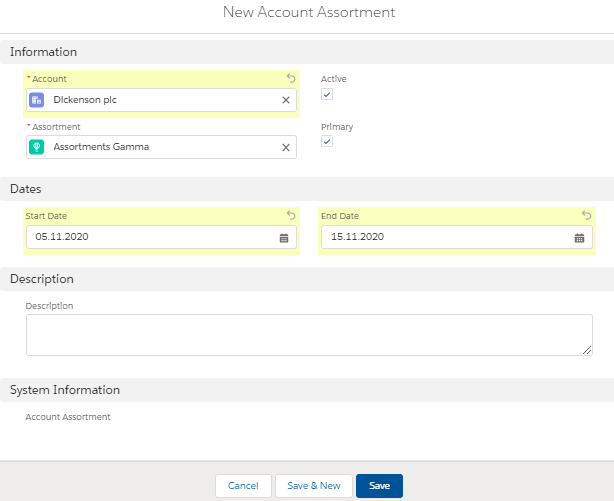 New Account Assortment
Information
* Account
Dickenson plc
Active
* Assortment
Assortments Gamma
Primary
Dates
Start Date
05.11.2020
End Date
15.11.2020
Description
Description
System Information
Account Assortment
Cancel
Save & New
Save